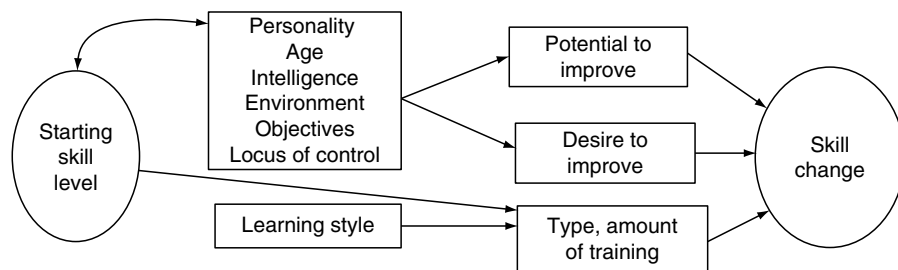 Starting
skill
level
Personality
Age
Intelligence
Environment
Objectives
Locus of control
Learning style
Potential to
improve
Desire to
improve
Type, amount
of training
Skill
change